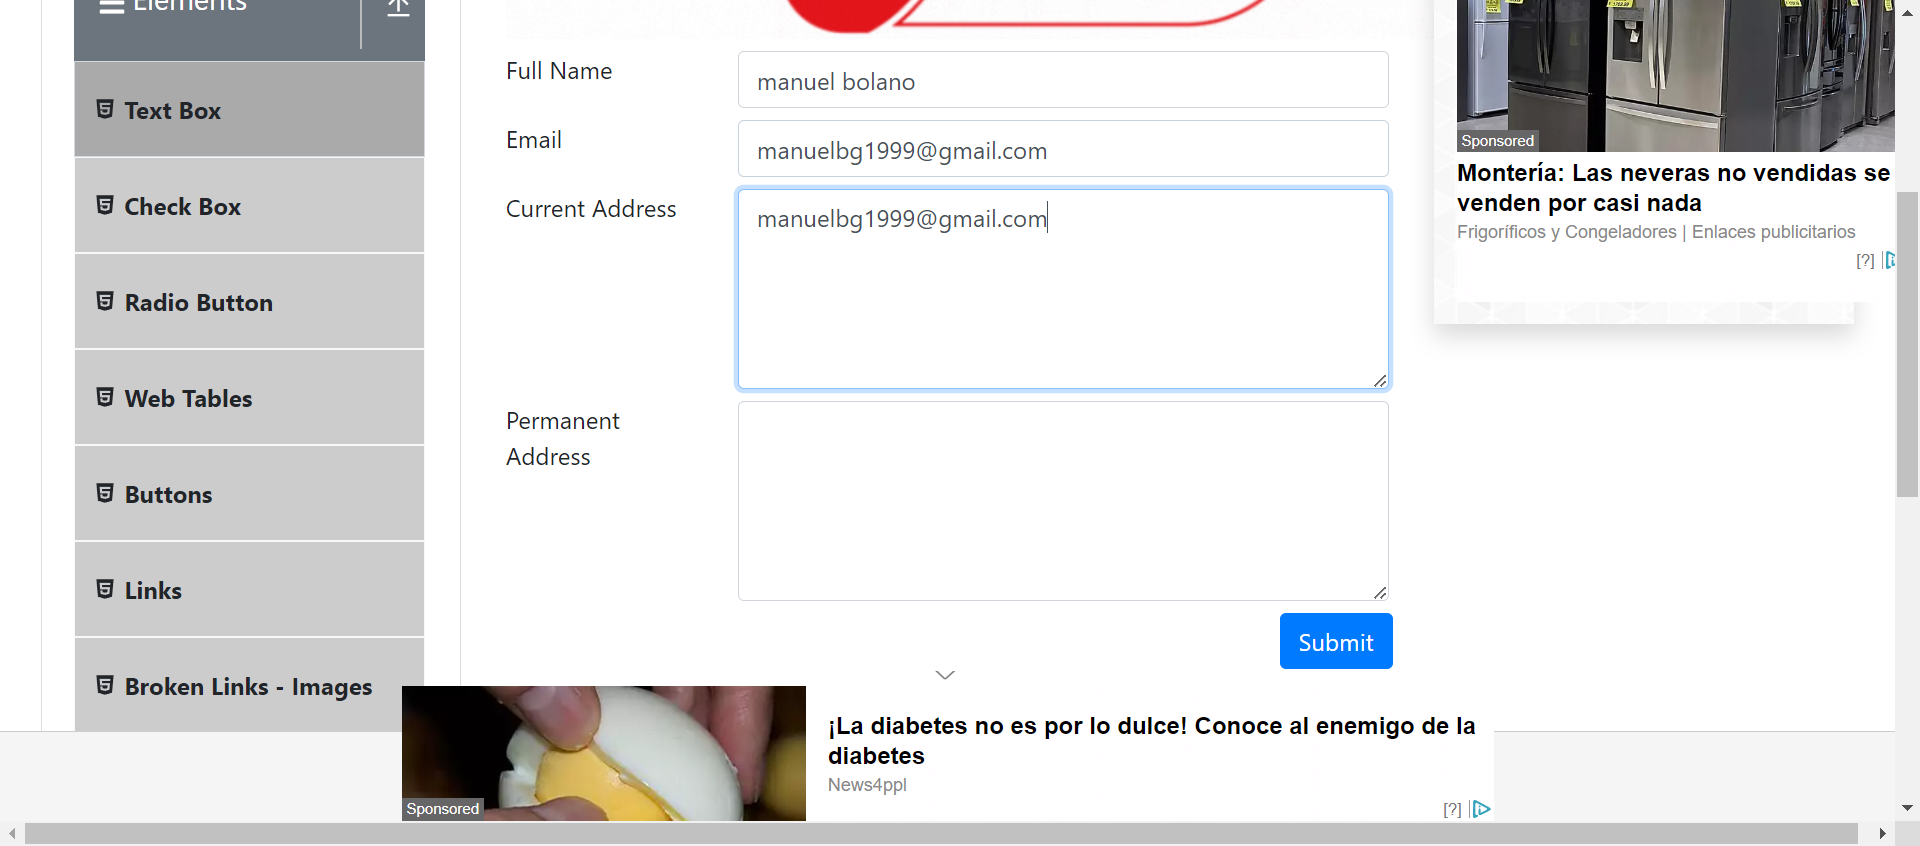 Elements
Text Box
Check Box
Radio Button
Web Tables
Buttons
Links
Broken Links - Images
Full Name
manuel bolano
Email
manuelbg1999@gmail.com
Current Address
manuelbg1999@gmail.com
Permanent
Address
Submit
Sponsored
Montería: Las neveras no vendidas se
venden por casi nada
Frigoríficos y Congeladores | Enlaces publicitarios
[?]
Sponsored
¡La diabetes no es por lo dulce! Conoce al enemigo de la
diabetes
News4ppl
[?]